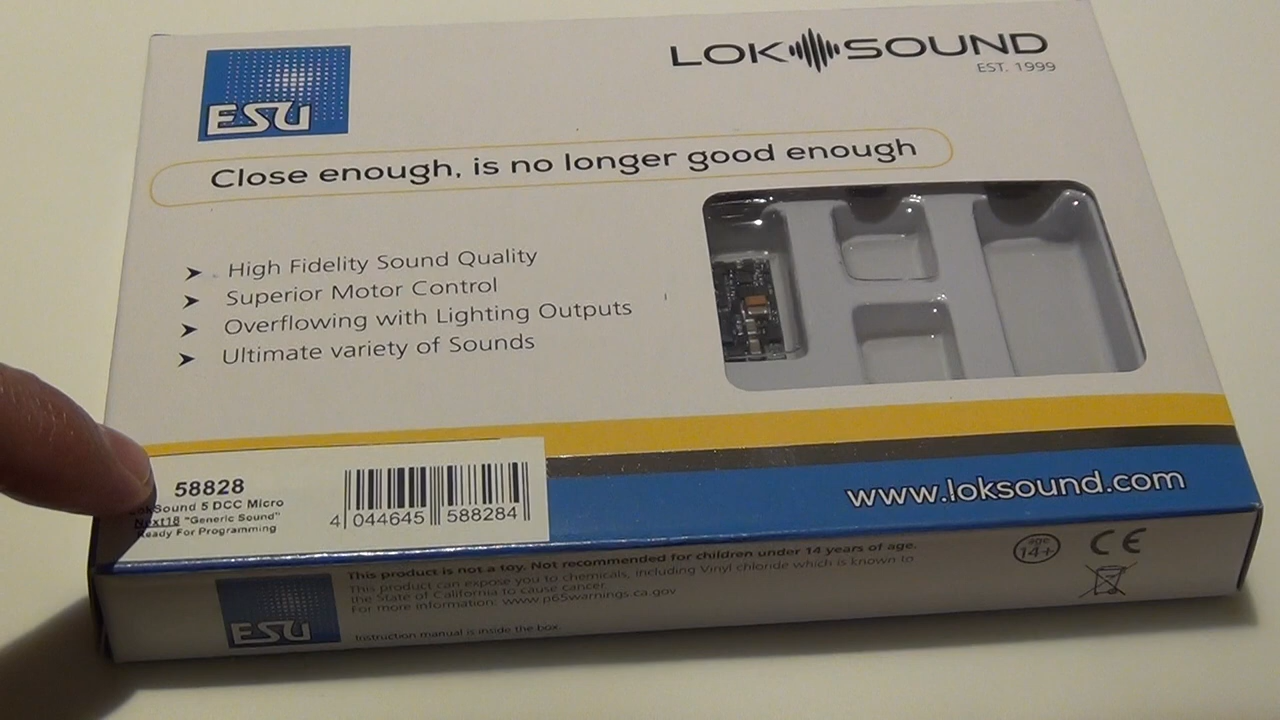 ESU
LOKSOUND
EST. 1999
Close enough, is no longer good enough
High Fidelity Sound Quality
Superior Motor Control
Overflowing with Lighting Outputs
Ultimate variety of Sounds
58828
LokSound 5 DCC Micro
Next18 "Generic Sound"
Ready For Programming
4 044645 588284
www.loksound.com
ESU
This product is not a toy. Not recommended for children under 14 years of age.
This product can expose you to chemicals, including Vinyl chloride which is known to
the State of California to cause cancer
For more information: www.p65warnings.ca.gov
Instruction manual is inside the box.
age
14+
CE